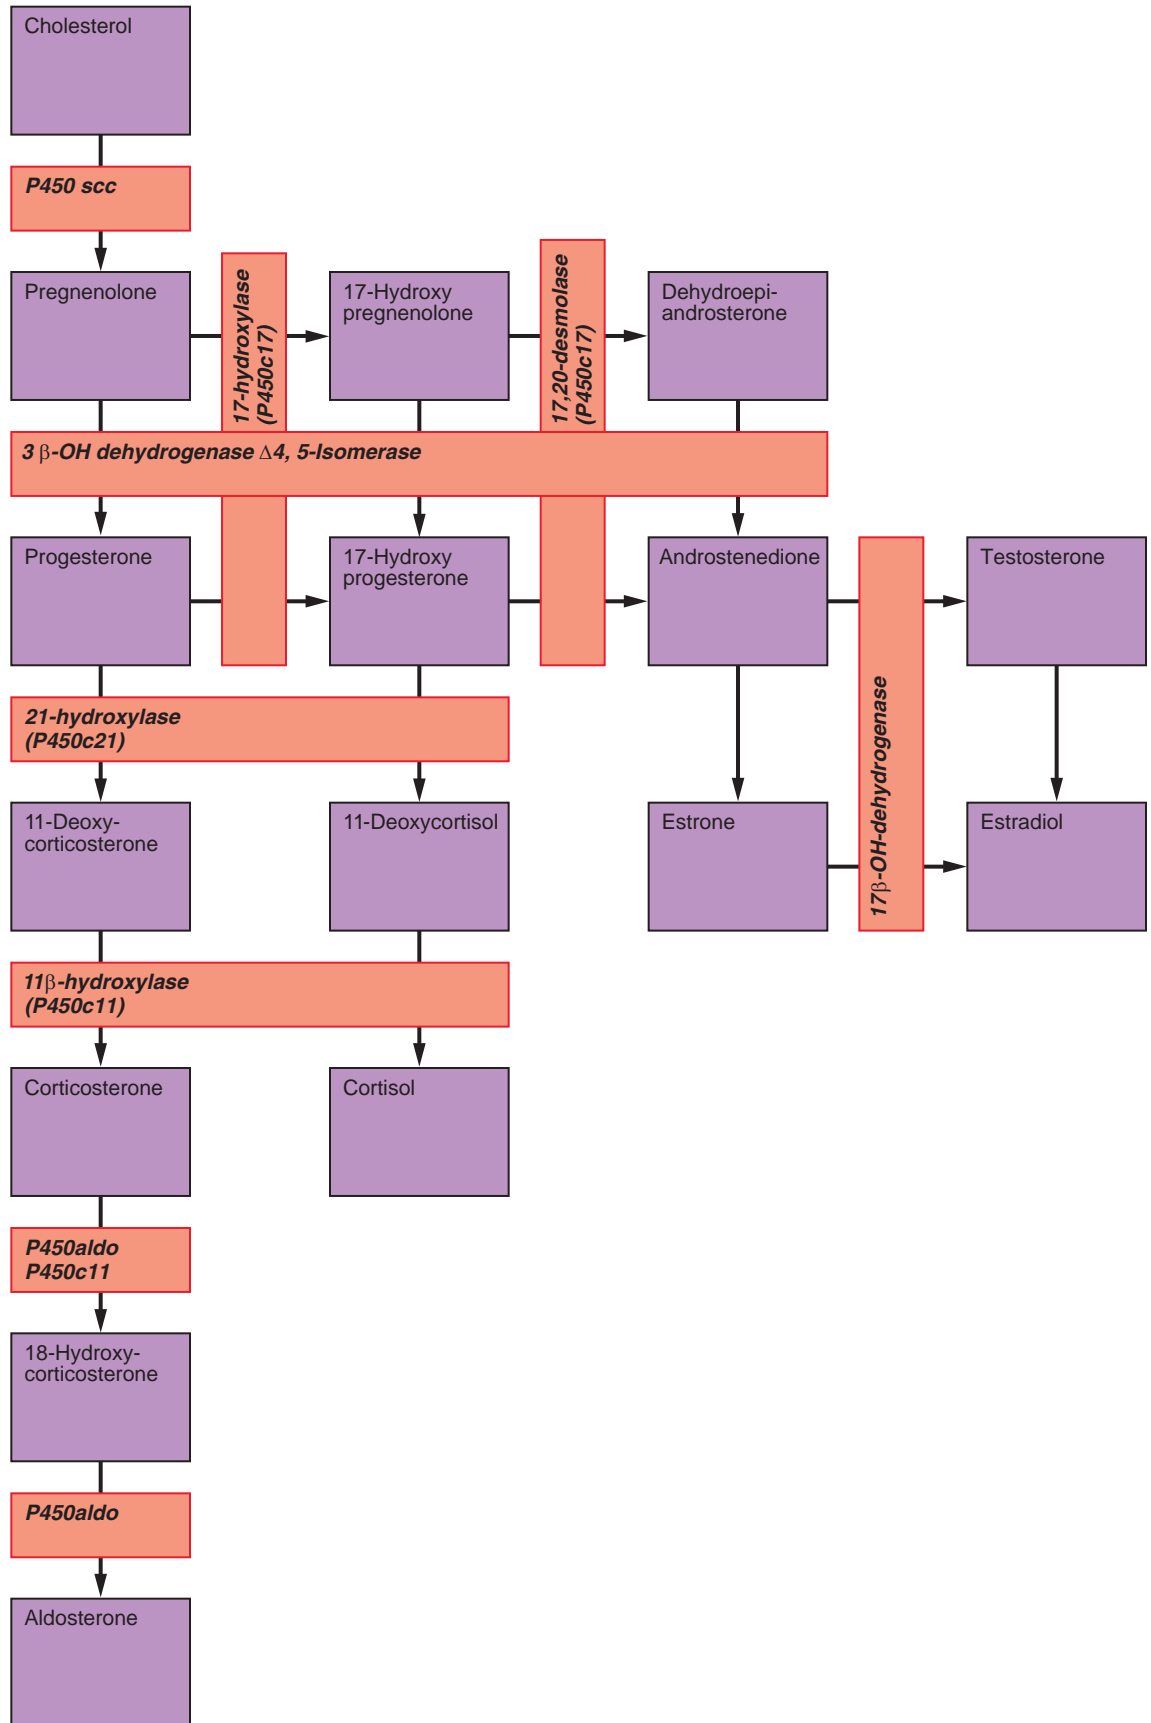 Cholesterol
P450 scc
Pregnenolone
17-hydroxylase
(P450c17)
17-Hydroxy
pregnenolone
17,20-desmolase
(P450c17)
Dehydroepi-
androsterone
3 β-OH dehydrogenase Δ4, 5-Isomerase
Progesterone
17-Hydroxy
progesterone
Androstenedione
Testosterone
21-hydroxylase
(P450c21)
17β-OH-dehydrogenase
11-Deoxy-
corticosterone
11-Deoxycortisol
Estrone
Estradiol
11β-hydroxylase
(P450c11)
Corticosterone
Cortisol
P450aldo
P450c11
18-Hydroxy-
corticosterone
P450aldo
Aldosterone